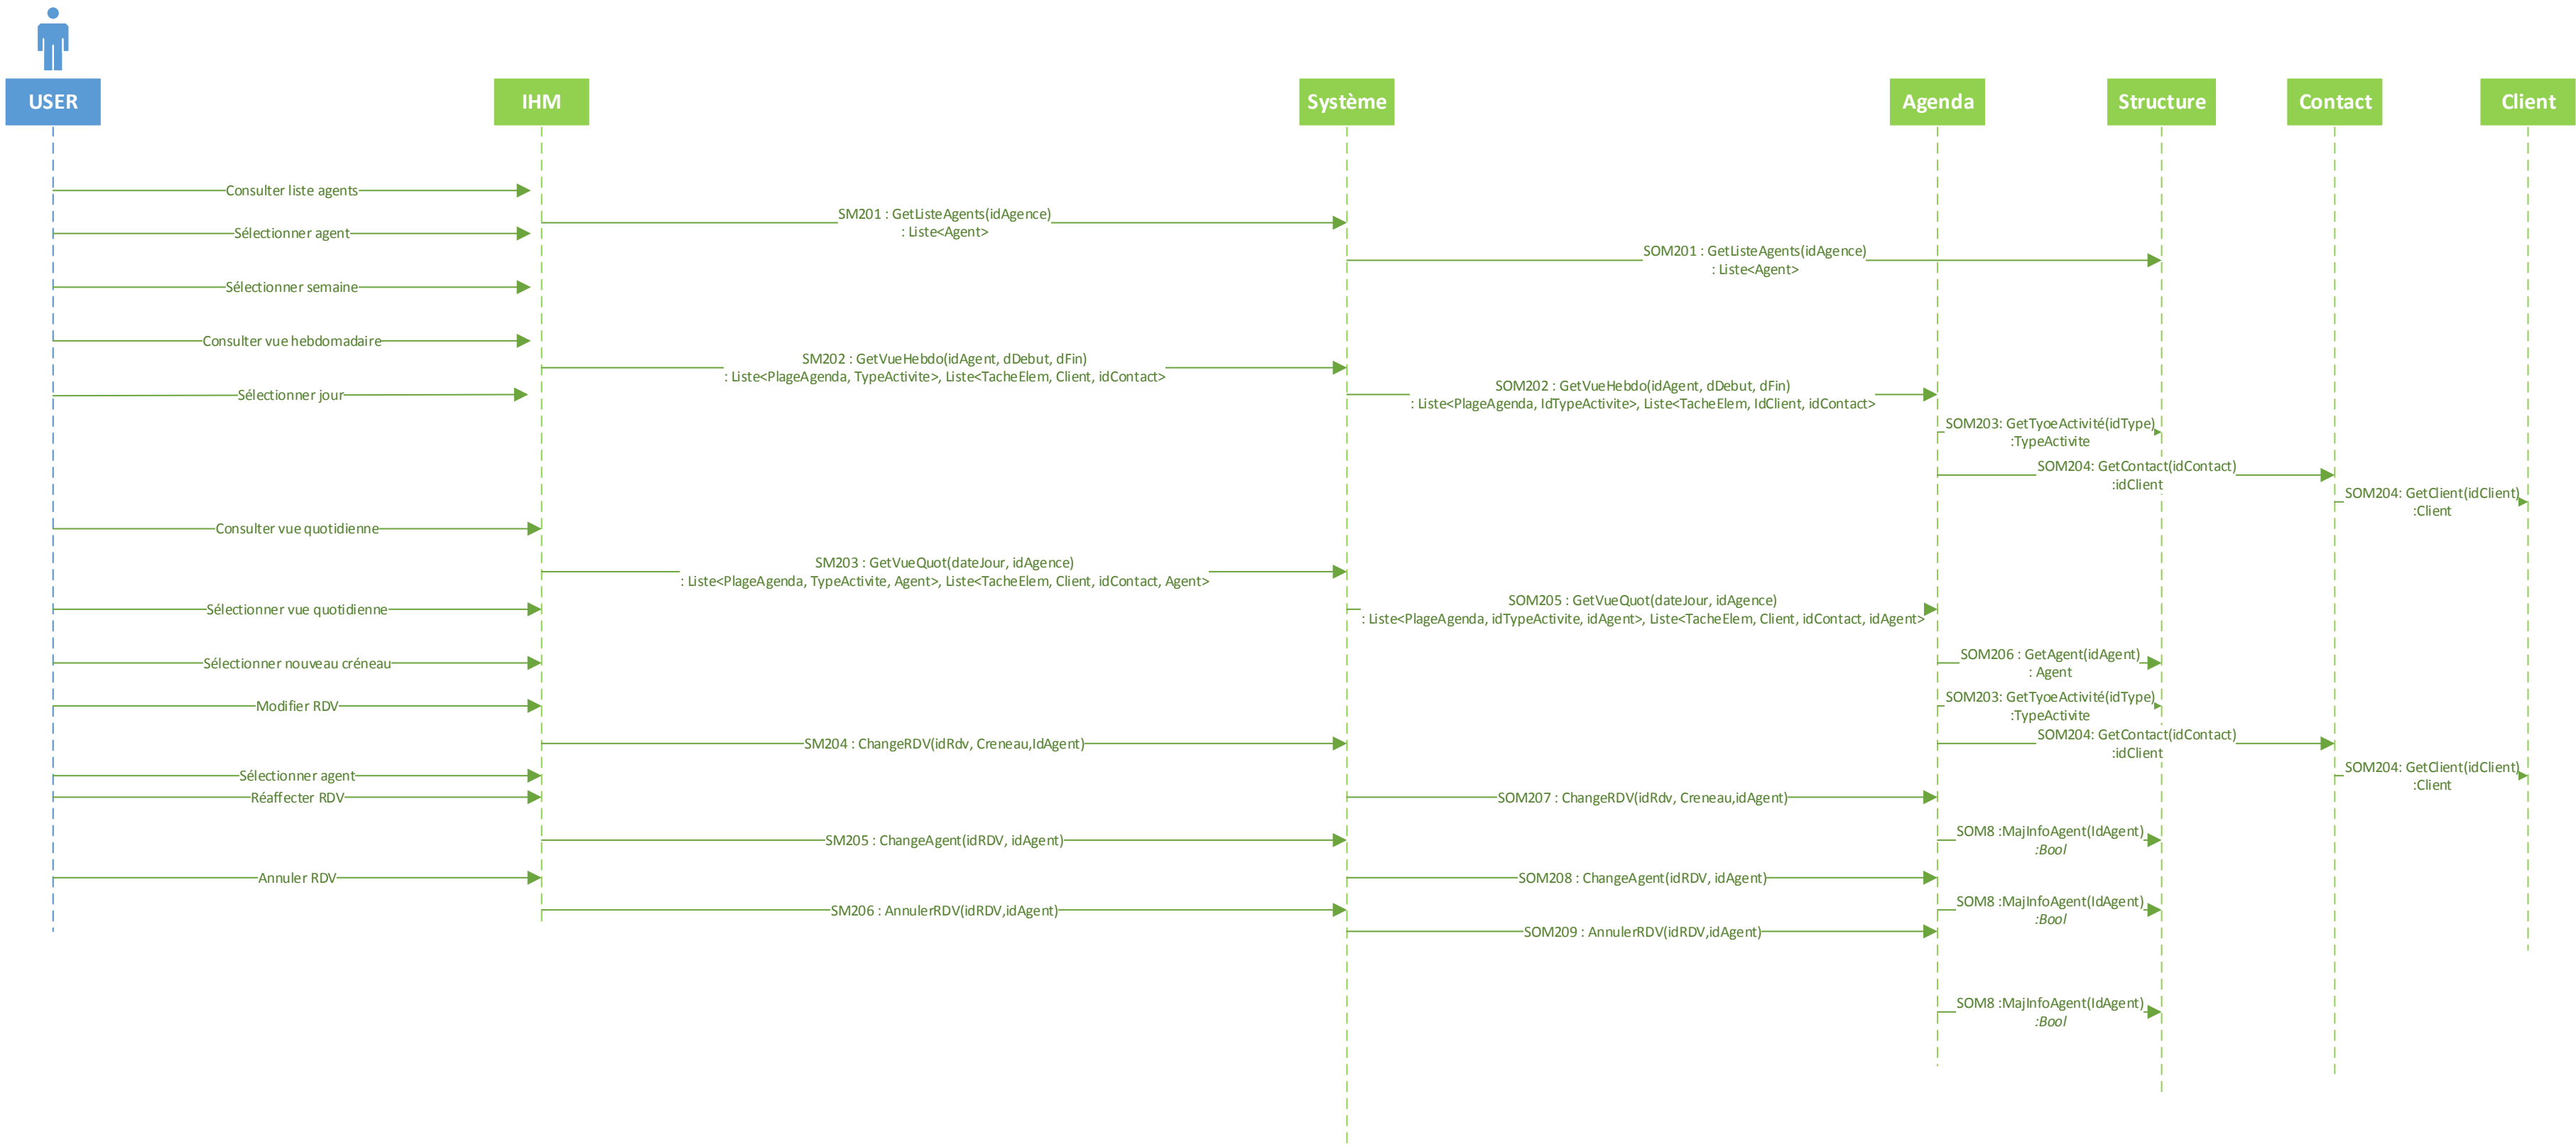 USER
IHM
Système
Agenda
Structure
Contact
Client
Consulter liste agents
SM201 : GetListeAgents(idAgence)
: Liste<Agent>
Sélectionner agent
SOM201 : GetListeAgents(idAgence)
: Liste<Agent>
Sélectionner semaine
Consulter vue hebdomadaire
SM202 : GetVueHebdo(idAgent, dDebut, dFin)
: Liste<PlageAgenda, TypeActivite>, Liste<TacheElem, Client, idContact>
Sélectionner jour
SOM202 : GetVueHebdo(idAgent, dDebut, dFin)
: Liste<PlageAgenda, IdTypeActivite>, Liste<TacheElem, IdClient, idContact>
SOM203: GetTyoeActivité(idType)
:TypeActivite
SOM204: GetContact(idContact)
:idClient
SOM204: GetClient(idClient)
:Client
Consulter vue quotidienne
SM203 : GetVueQuot(dateJour, idAgence)
: Liste<PlageAgenda, TypeActivite, Agent>, Liste<TacheElem, Client, idContact, Agent>
Sélectionner vue quotidienne
SOM205 : GetVueQuot(dateJour, idAgence)
: Liste<PlageAgenda, idTypeActivite, idAgent>, Liste<TacheElem, Client, idContact, idAgent>
Sélectionner nouveau créneau
SOM206 : GetAgent(idAgent)
: Agent
Modifier RDV
SOM203: GetTyoeActivité(idType)
:TypeActivite
SM204 : ChangeRDV(idRdv, Creneau,IdAgent)
SOM204: GetContact(idContact)
:idClient
Sélectionner agent
SOM204: GetClient(idClient)
:Client
Réaffecter RDV
SOM207 : ChangeRDV(idRdv, Creneau,idAgent)
SM205 : ChangeAgent(idRDV, idAgent)
SOM8 :MajInfoAgent(IdAgent)
:Bool
Annuler RDV
SOM208 : ChangeAgent(idRDV, idAgent)
SM206 : AnnulerRDV(idRDV,idAgent)
SOM8 :MajInfoAgent(IdAgent)
:Bool
SOM209 : AnnulerRDV(idRDV,idAgent)
SOM8 :MajInfoAgent(IdAgent)
:Bool